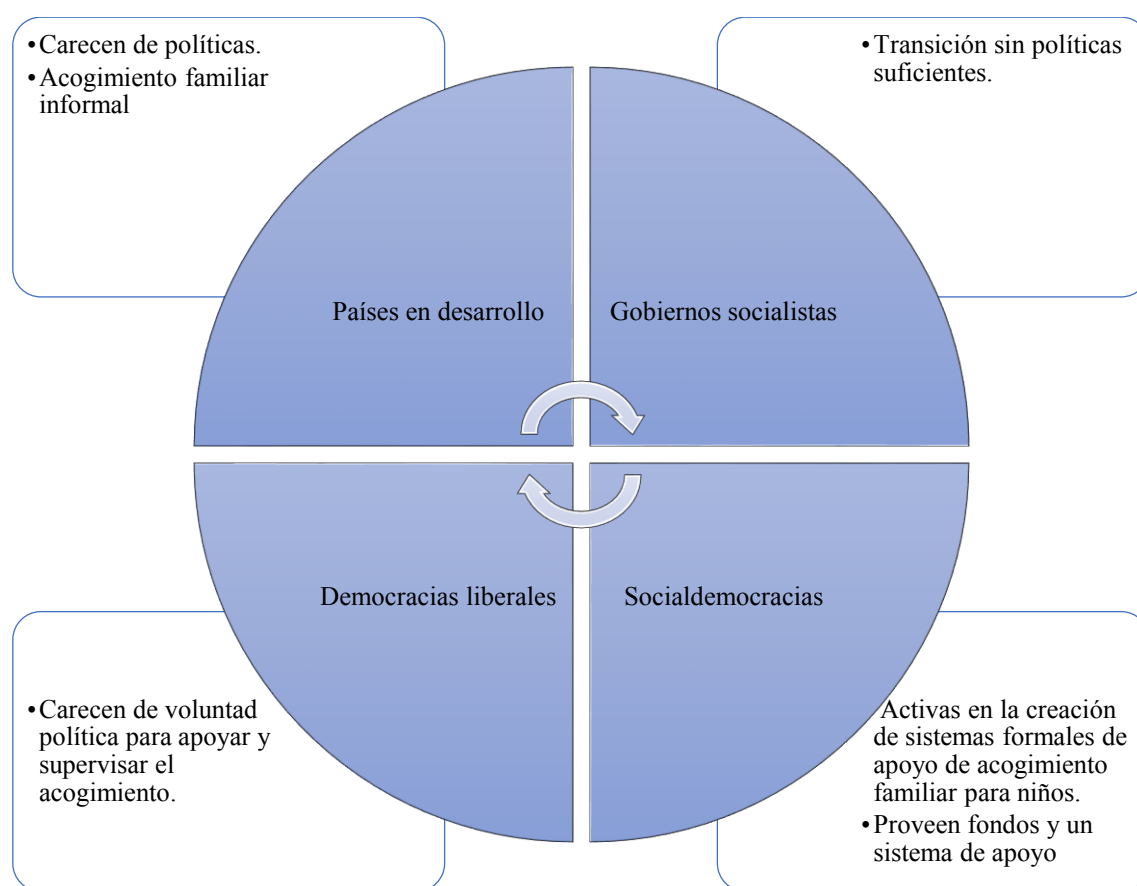 •Carecen de políticas.
•Acogimiento familiar
informal
•Transición sin políticas
suficientes.
Países en desarrollo
Gobiernos socialistas
Democracias liberales
Socialdemocracias
•Carecen de voluntad
política para apoyar y
supervisar el
acogimiento.
Activas en la creación
de sistemas formales de
apoyo de acogimiento
familiar para niños.
•Proveen fondos y un
sistema de apoyo